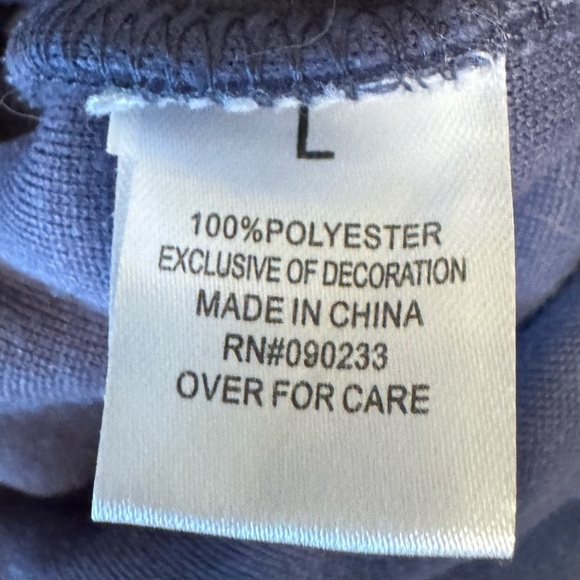 L
100%POLYESTER
EXCLUSIVE OF DECORATION
MADE IN CHINA
RN#090233
OVER FOR CARE